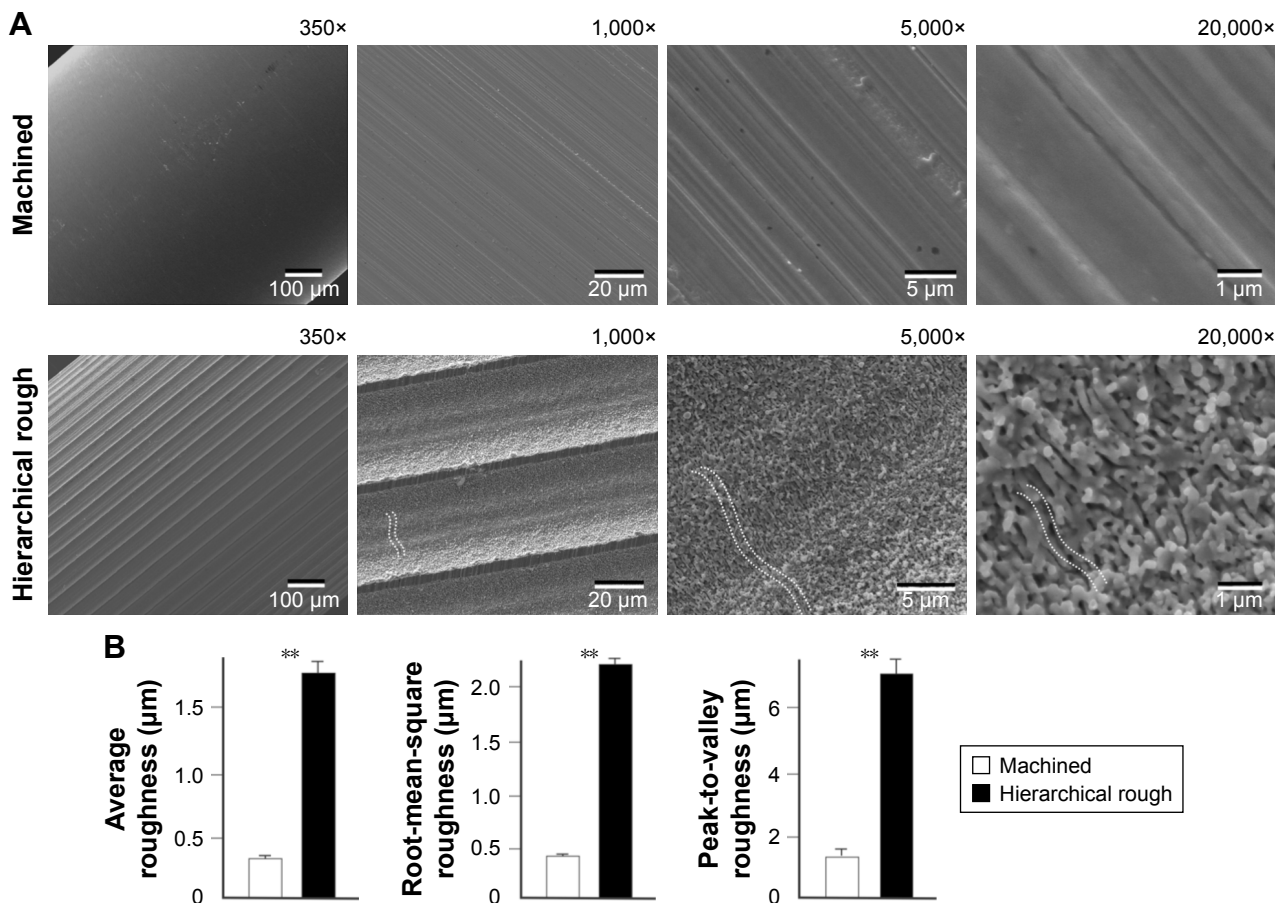 A
350×
1,000×
5,000×
20,000×
Machined
100 µm
20 µm
5 µm
1 µm
350×
1,000×
5,000×
20,000×
Hierarchical rough
100 µm
20 µm
5 µm
1 µm
B
Average
roughness (µm)
1.5
1.0
0.5
0
**
Root-mean-square
roughness (µm)
2.0
1.5
1.0
0.5
0
**
Peak-to-valley
roughness (µm)
6
4
2
0
**
Machined
Hierarchical rough